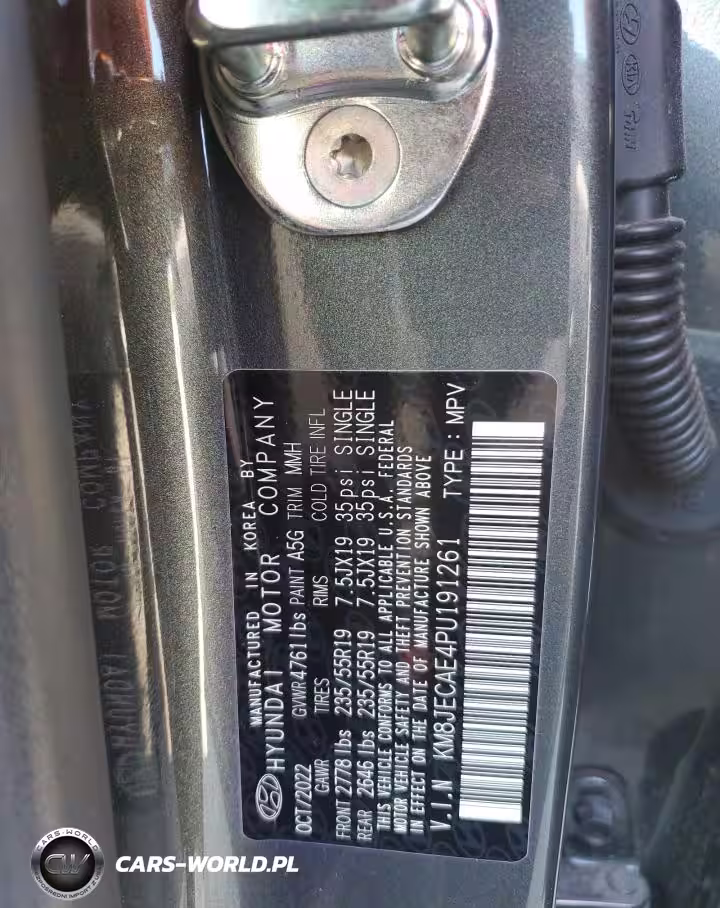 MANUFACTURED IN KOREA BY
HYUNDAI MOTOR COMPANY
OCT/2022 GVWR 4761 lbs PAINT A5G TRIM MMH
GAWR TIRES RIMS COLD TIRE INFL
FRONT 2778 lbs 235/55R19 7.5JX19 35psi SINGLE
REAR 2646 lbs 235/55R19 7.5JX19 35psi SINGLE
THIS VEHICLE CONFORMS TO ALL APPLICABLE U.S.A. FEDERAL
MOTOR VEHICLE SAFETY AND THEFT PREVENTION STANDARDS
IN EFFECT ON THE DATE OF MANUFACTURE SHOWN ABOVE
V.I.N KM8JECAE4PU191261 TYPE : MPV
CW
CARS-WORLD.PL